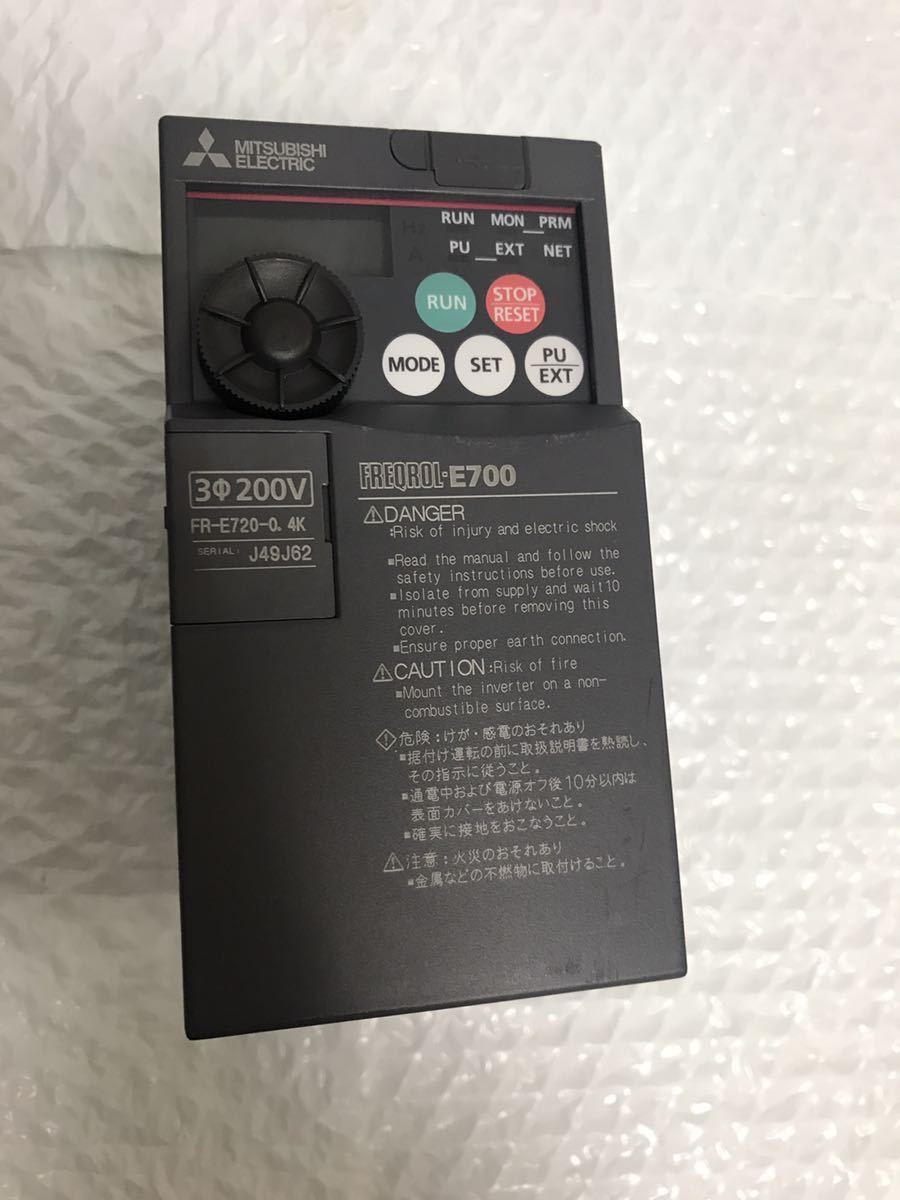 MITSUBISHI
ELECTRIC
Hz
A
RUN MON PRM
PU EXT NET
RUN
STOP
RESET
MODE
SET
PU
EXT
3Φ 200V
FR-E720-0.4K
SERIAL: J49J62
FREQROL-E700
⚠DANGER
:Risk of injury and electric shock
■Read the manual and follow the
safety instructions before use.
■Isolate from supply and wait 10
minutes before removing this
cover.
■Ensure proper earth connection.
⚠CAUTION:Risk of fire
■Mount the inverter on a non-
combustible surface.
危険:けが・感電のおそれあり
■据付け運転の前に取扱説明書を熟読し、
その指示に従うこと。
■通電中および電源オフ後10分以内は
表面カバーをあけないこと。
■確実に接地をおこなうこと。
⚠注意:火災のおそれあり
■金属などの不燃物に取付けること。